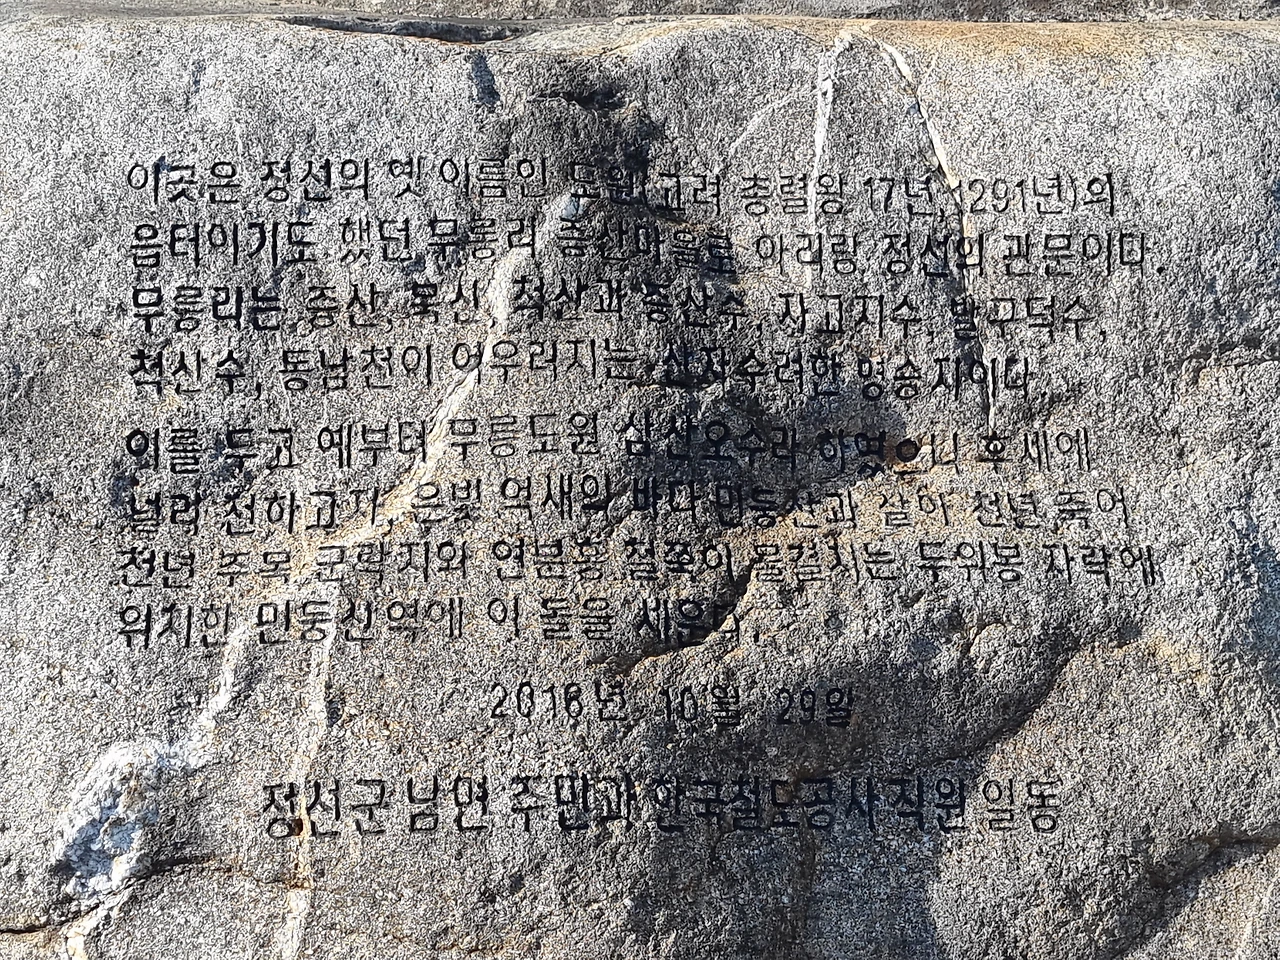 이곳은 정선의 옛 이름인 도원(고려 충렬왕 17년, 1291년)의
읍터이기도 했던 무릉리 증산마을로 아리랑 정선의 관문이다.
무릉리는, 증산, 묵산, 척산과 증산수, 자고치수, 발구덕수,
척산수, 동남천이 어우러지는 산자수려한 명승지이다
이를 두고 예부터 무릉도원 삼산오수라 하였으니 후세에
널리 전하고자, 은빛 억새의 바다 민둥산과 살아 천년 죽어
천년 주목 군락지와 연분홍 철쭉이 물결치는 두위봉 자락에
위치한 민둥산역에 이 돌을 세우다.
2016년 10월 29일
정선군 남면 주민과 한국철도공사 직원 일동